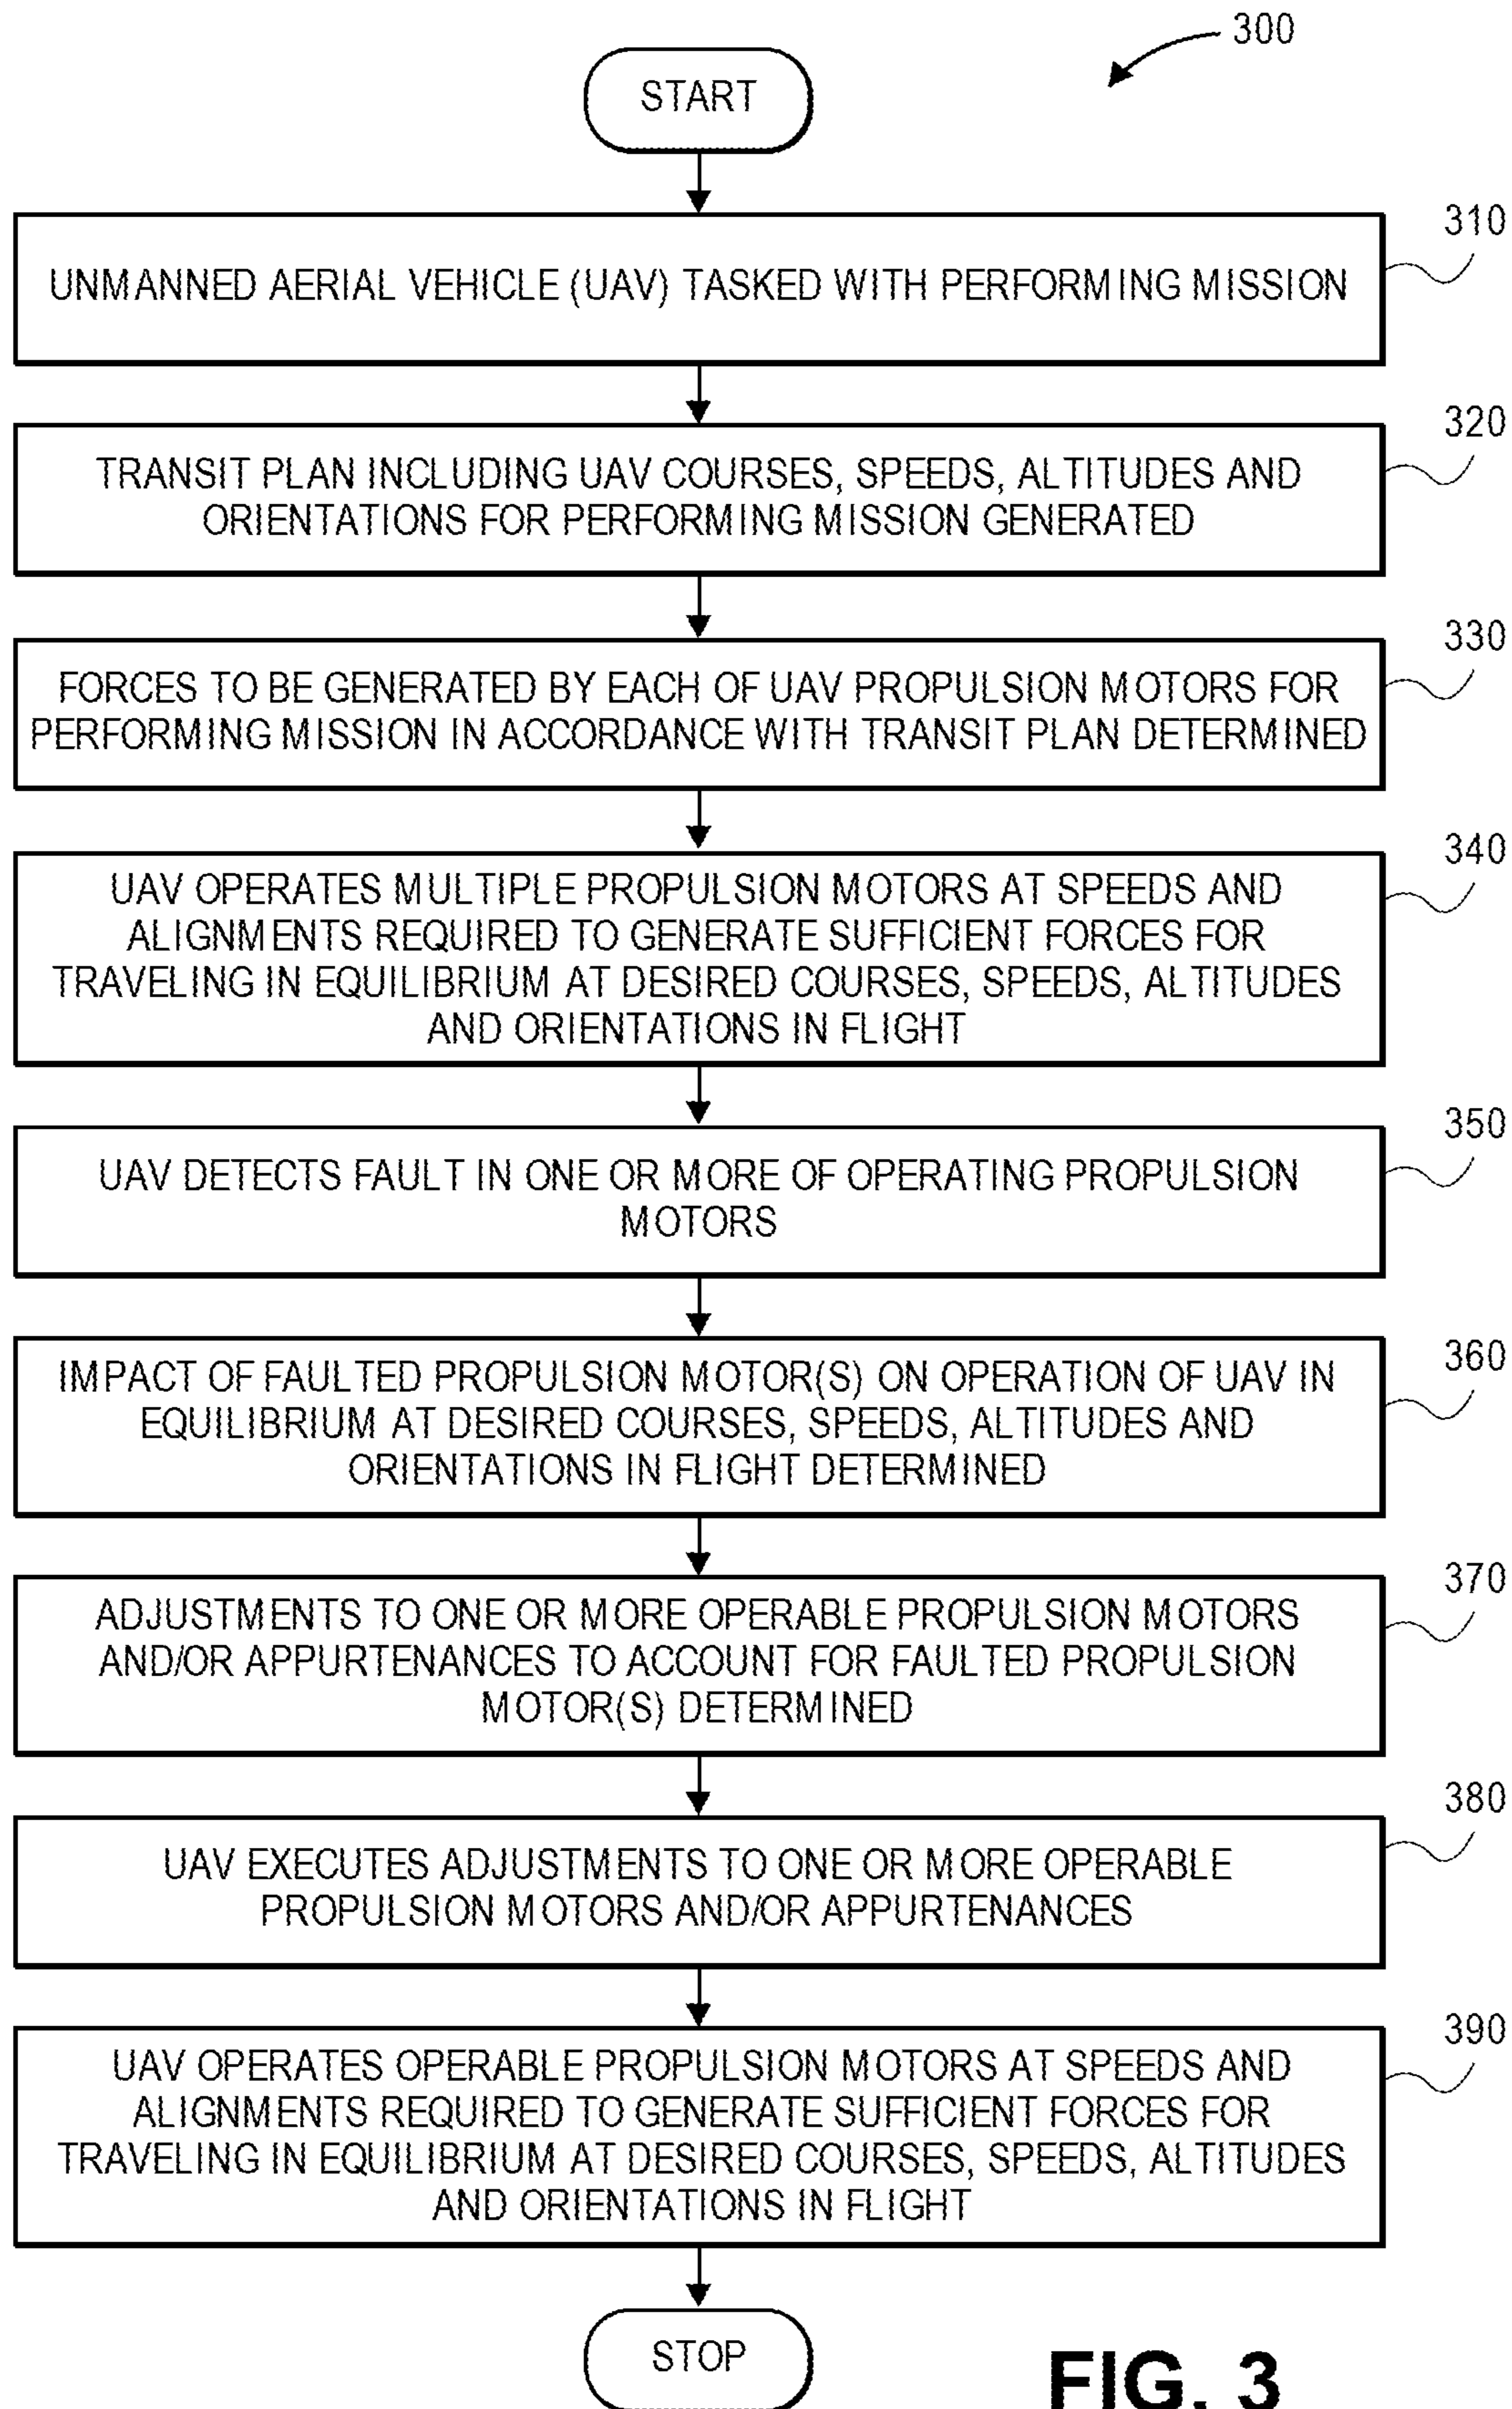 300
START
310
UNMANNED AERIAL VEHICLE (UAV) TASKED WITH PERFORMING MISSION
320
TRANSIT PLAN INCLUDING UAV COURSES, SPEEDS, ALTITUDES AND
ORIENTATIONS FOR PERFORMING MISSION GENERATED
330
FORCES TO BE GENERATED BY EACH OF UAV PROPULSION MOTORS FOR
PERFORMING MISSION IN ACCORDANCE WITH TRANSIT PLAN DETERMINED
340
UAV OPERATES MULTIPLE PROPULSION MOTORS AT SPEEDS AND
ALIGNMENTS REQUIRED TO GENERATE SUFFICIENT FORCES FOR
TRAVELING IN EQUILIBRIUM AT DESIRED COURSES, SPEEDS, ALTITUDES
AND ORIENTATIONS IN FLIGHT
350
UAV DETECTS FAULT IN ONE OR MORE OF OPERATING PROPULSION
MOTORS
360
IMPACT OF FAULTED PROPULSION MOTOR(S) ON OPERATION OF UAV IN
EQUILIBRIUM AT DESIRED COURSES, SPEEDS, ALTITUDES AND
ORIENTATIONS IN FLIGHT DETERMINED
370
ADJUSTMENTS TO ONE OR MORE OPERABLE PROPULSION MOTORS
AND/OR APPURTENANCES TO ACCOUNT FOR FAULTED PROPULSION
MOTOR(S) DETERMINED
380
UAV EXECUTES ADJUSTMENTS TO ONE OR MORE OPERABLE
PROPULSION MOTORS AND/OR APPURTENANCES
390
UAV OPERATES OPERABLE PROPULSION MOTORS AT SPEEDS AND
ALIGNMENTS REQUIRED TO GENERATE SUFFICIENT FORCES FOR
TRAVELING IN EQUILIBRIUM AT DESIRED COURSES, SPEEDS, ALTITUDES
AND ORIENTATIONS IN FLIGHT
STOP
FIG. 3